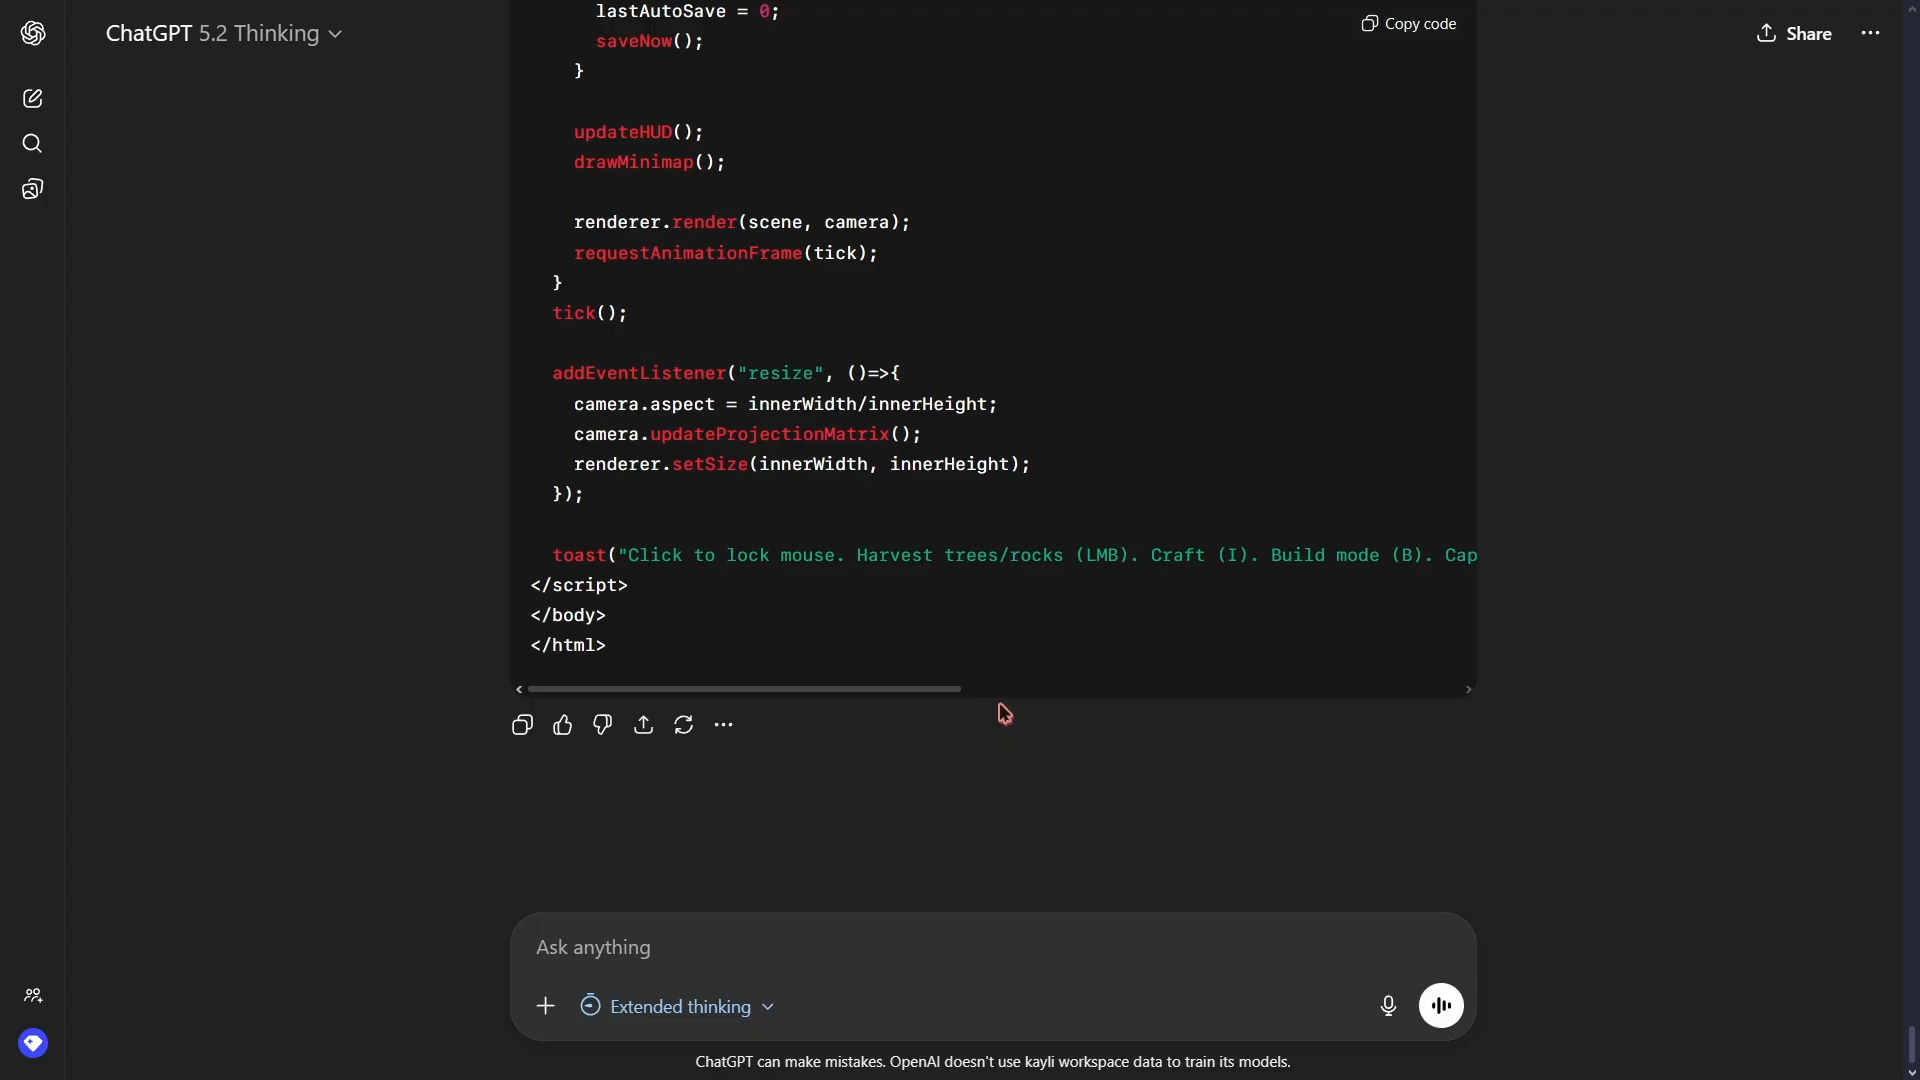 ChatGPT 5.2 Thinking
Share
Copy code
lastAutoSave = 0;
saveNow();
}
updateHUD();
drawMinimap();
renderer.render(scene, camera);
requestAnimationFrame(tick);
}
tick();
addEventListener("resize", ()=>{
camera.aspect = innerWidth/innerHeight;
camera.updateProjectionMatrix();
renderer.setSize(innerWidth, innerHeight);
});
toast("Click to lock mouse. Harvest trees/rocks (LMB). Craft (I). Build mode (B). Cap
</script>
</body>
</html>
Ask anything
Extended thinking
ChatGPT can make mistakes. OpenAI doesn't use kayli workspace data to train its models.